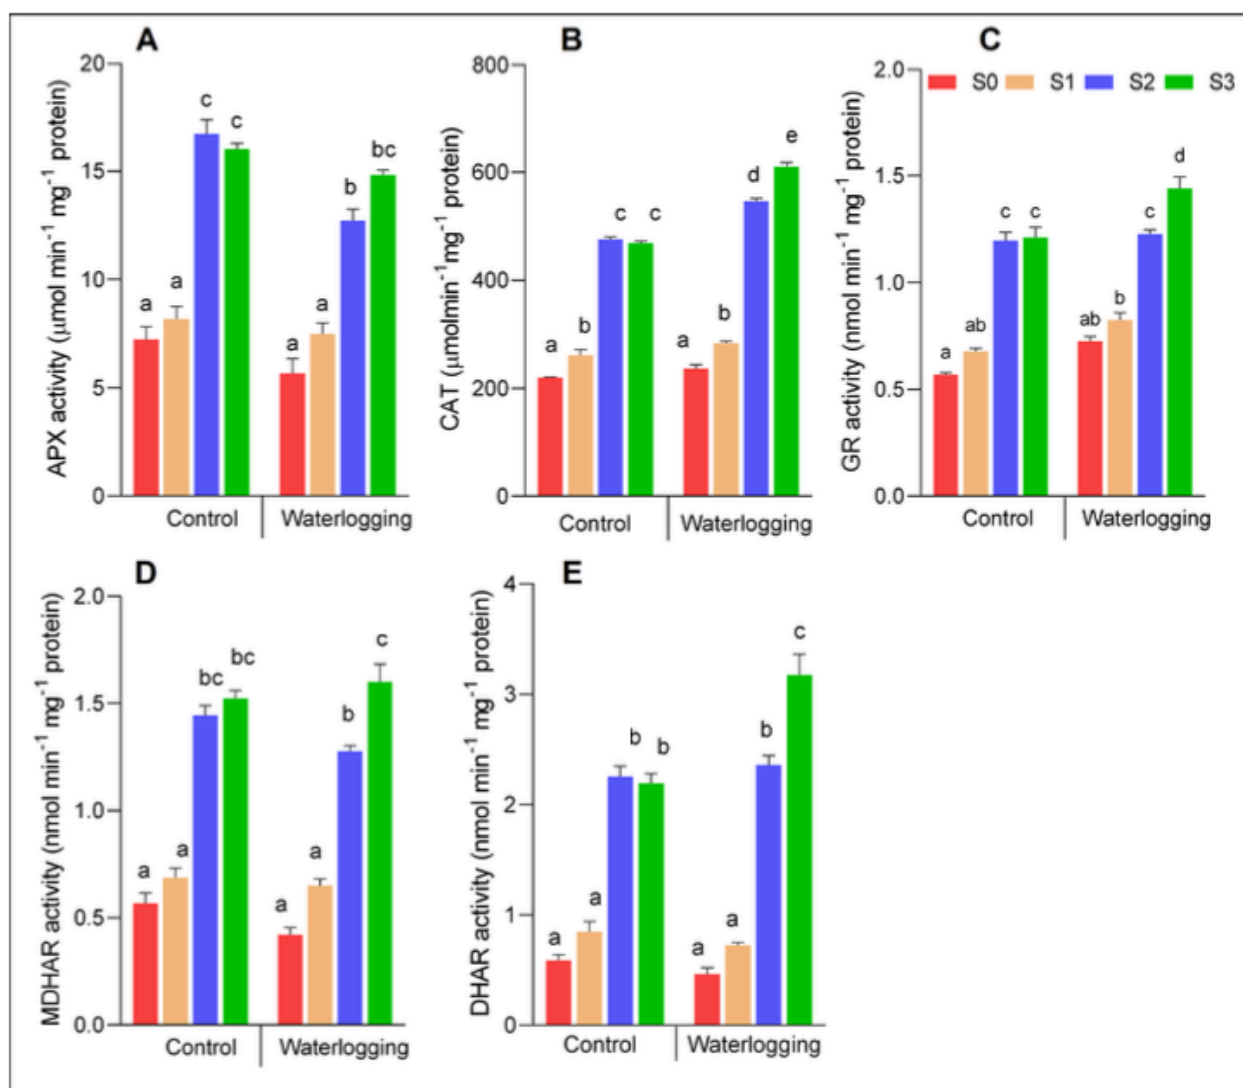 A
APX activity (μmol min⁻¹ mg⁻¹ protein)
20
15
10
5
0
a
a
c
c
a
a
b
bc
Control
Waterlogging
B
CAT (μmolmin⁻¹mg⁻¹ protein)
800
600
400
200
0
a
b
c
c
a
b
d
e
Control
Waterlogging
C
S0 S1 S2 S3
GR activity (nmol min⁻¹ mg⁻¹ protein)
2.0
1.5
1.0
0.5
0.0
a
ab
c
c
ab
b
c
d
Control
Waterlogging
D
MDHAR activity (nmol min⁻¹ mg⁻¹ protein)
2.0
1.5
1.0
0.5
0.0
a
a
bc
bc
a
a
b
c
Control
Waterlogging
E
DHAR activity (nmol min⁻¹ mg⁻¹ protein)
4
3
2
1
0
a
a
b
b
a
a
b
c
Control
Waterlogging